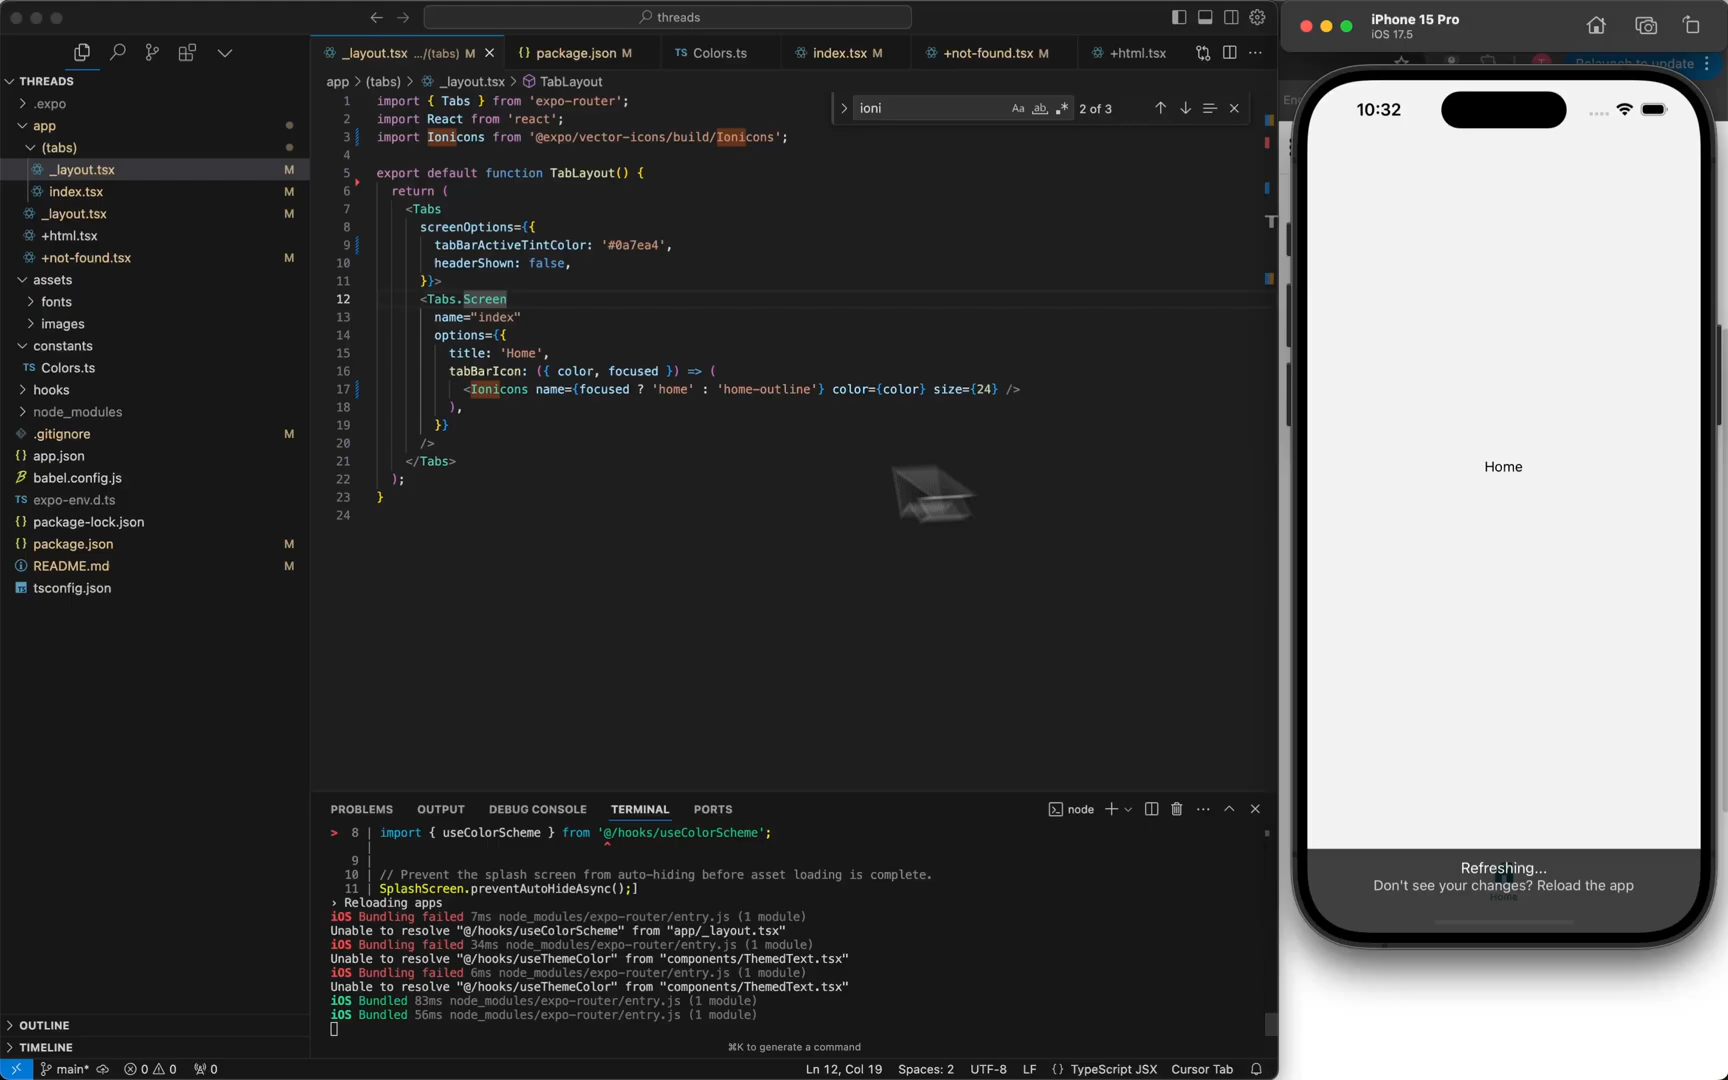 threads
iPhone 15 Pro
iOS 17.5
Relaunch to update
THREADS
.expo
app
(tabs)
_layout.tsx M
index.tsx M
_layout.tsx M
+html.tsx
+not-found.tsx M
assets
fonts
images
constants
TS Colors.ts
hooks
node_modules
.gitignore M
{} app.json
babel.config.js
TS expo-env.d.ts
{} package-lock.json
{} package.json M
README.md M
tsconfig.json
OUTLINE
TIMELINE
_layout.tsx .../(tabs) M
{} package.json M
TS Colors.ts
index.tsx M
+not-found.tsx M
+html.tsx
app > (tabs) > _layout.tsx > TabLayout
ioni Aa ab 2 of 3
1 import { Tabs } from 'expo-router';
2 import React from 'react';
3 import Ionicons from '@expo/vector-icons/build/Ionicons';
4
5 export default function TabLayout() {
6 return (
7 <Tabs
8 screenOptions={{
9 tabBarActiveTintColor: '#0a7ea4',
10 headerShown: false,
11 }}>
12 <Tabs.Screen
13 name="index"
14 options={{
15 title: 'Home',
16 tabBarIcon: ({ color, focused }) => (
17 <Ionicons name={focused ? 'home' : 'home-outline'} color={color} size={24} />
18 ),
19 }}
20 />
21 </Tabs>
22 );
23 }
24
PROBLEMS OUTPUT DEBUG CONSOLE TERMINAL PORTS
node
> 8 | import { useColorScheme } from '@/hooks/useColorScheme';
| ^
9 |
10 | // Prevent the splash screen from auto-hiding before asset loading is complete.
11 | SplashScreen.preventAutoHideAsync();]
› Reloading apps
iOS Bundling failed 7ms node_modules/expo-router/entry.js (1 module)
Unable to resolve "@/hooks/useColorScheme" from "app/_layout.tsx"
iOS Bundling failed 34ms node_modules/expo-router/entry.js (1 module)
Unable to resolve "@/hooks/useThemeColor" from "components/ThemedText.tsx"
iOS Bundling failed 6ms node_modules/expo-router/entry.js (1 module)
Unable to resolve "@/hooks/useThemeColor" from "components/ThemedText.tsx"
iOS Bundled 83ms node_modules/expo-router/entry.js (1 module)
iOS Bundled 56ms node_modules/expo-router/entry.js (1 module)
⌘K to generate a command
main* 0 0 0
Ln 12, Col 19 Spaces: 2 UTF-8 LF {} TypeScript JSX Cursor Tab
10:32
Home
Refreshing...
Don't see your changes? Reload the app
Home